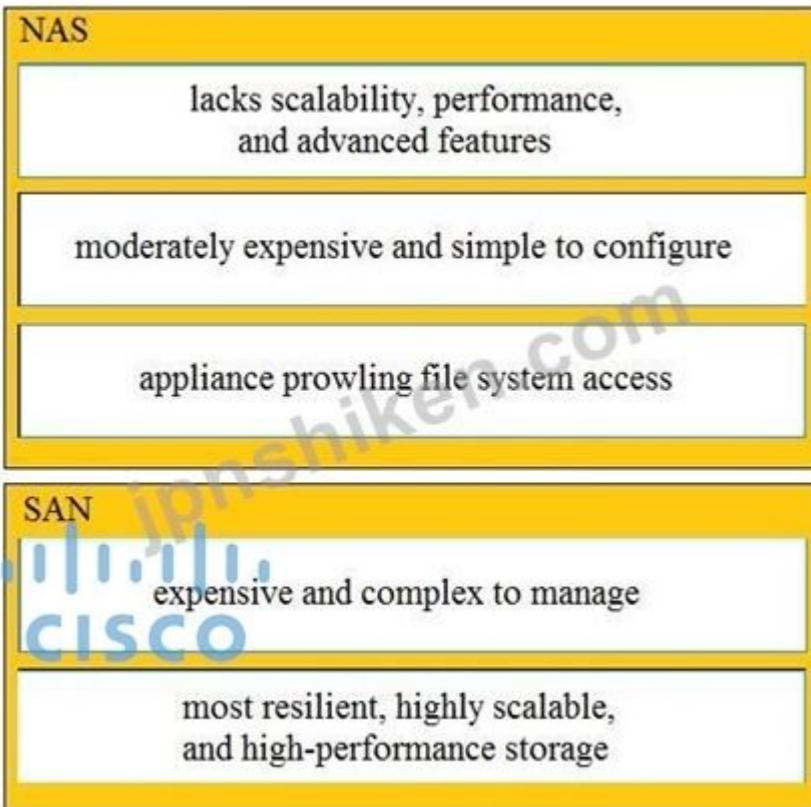 NAS
lacks scalability, performance,
and advanced features
moderately expensive and simple to configure
appliance prowling file system access
jpnshiken.com
SAN
CISCO
expensive and complex to manage
most resilient, highly scalable,
and high-performance storage